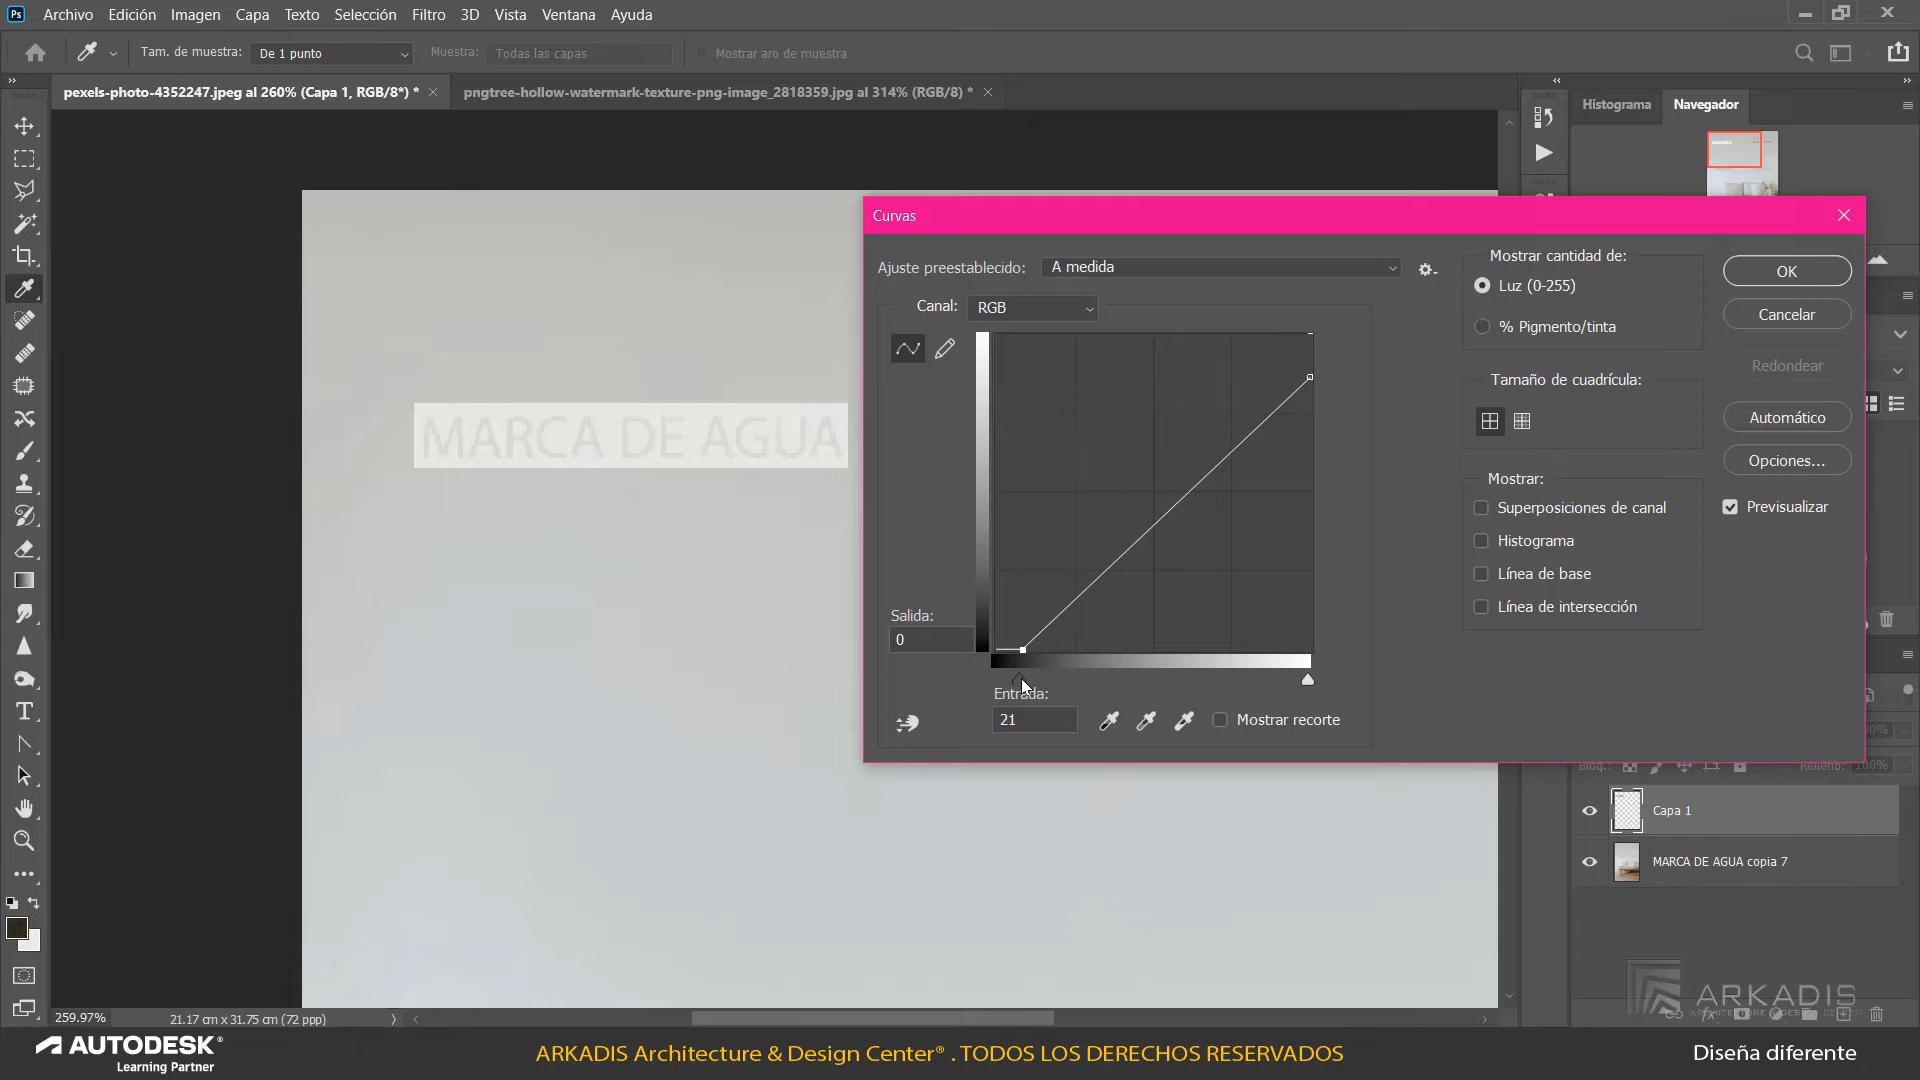 Ps Archivo Edición Imagen Capa Texto Selección Filtro 3D Vista Ventana Ayuda
Tam. de muestra: De 1 punto Muestra: Todas las capas Mostrar aro de muestra
pexels-photo-4352247.jpeg al 260% (Capa 1, RGB/8*) * pngtree-hollow-watermark-texture-png-image_2818359.jpg al 314% (RGB/8) *
Histograma Navegador
Curvas
Ajuste preestablecido: A medida
Canal: RGB
Mostrar cantidad de:
Luz (0-255)
% Pigmento/tinta
OK
Cancelar
Redondear
Tamaño de cuadrícula:
Automático
Opciones...
MARCA DE AGUA
Mostrar:
Superposiciones de canal
Histograma
Línea de base
Línea de intersección
Previsualizar
Salida:
0
Entrada:
21
Mostrar recorte
Bloq.: Relleno: 100%
Capa 1
MARCA DE AGUA copia 7
ARKADIS
259.97% 21.17 cm x 31.75 cm (72 ppp)
AUTODESK®
Learning Partner
ARKADIS Architecture & Design Center® . TODOS LOS DERECHOS RESERVADOS
Diseña diferente